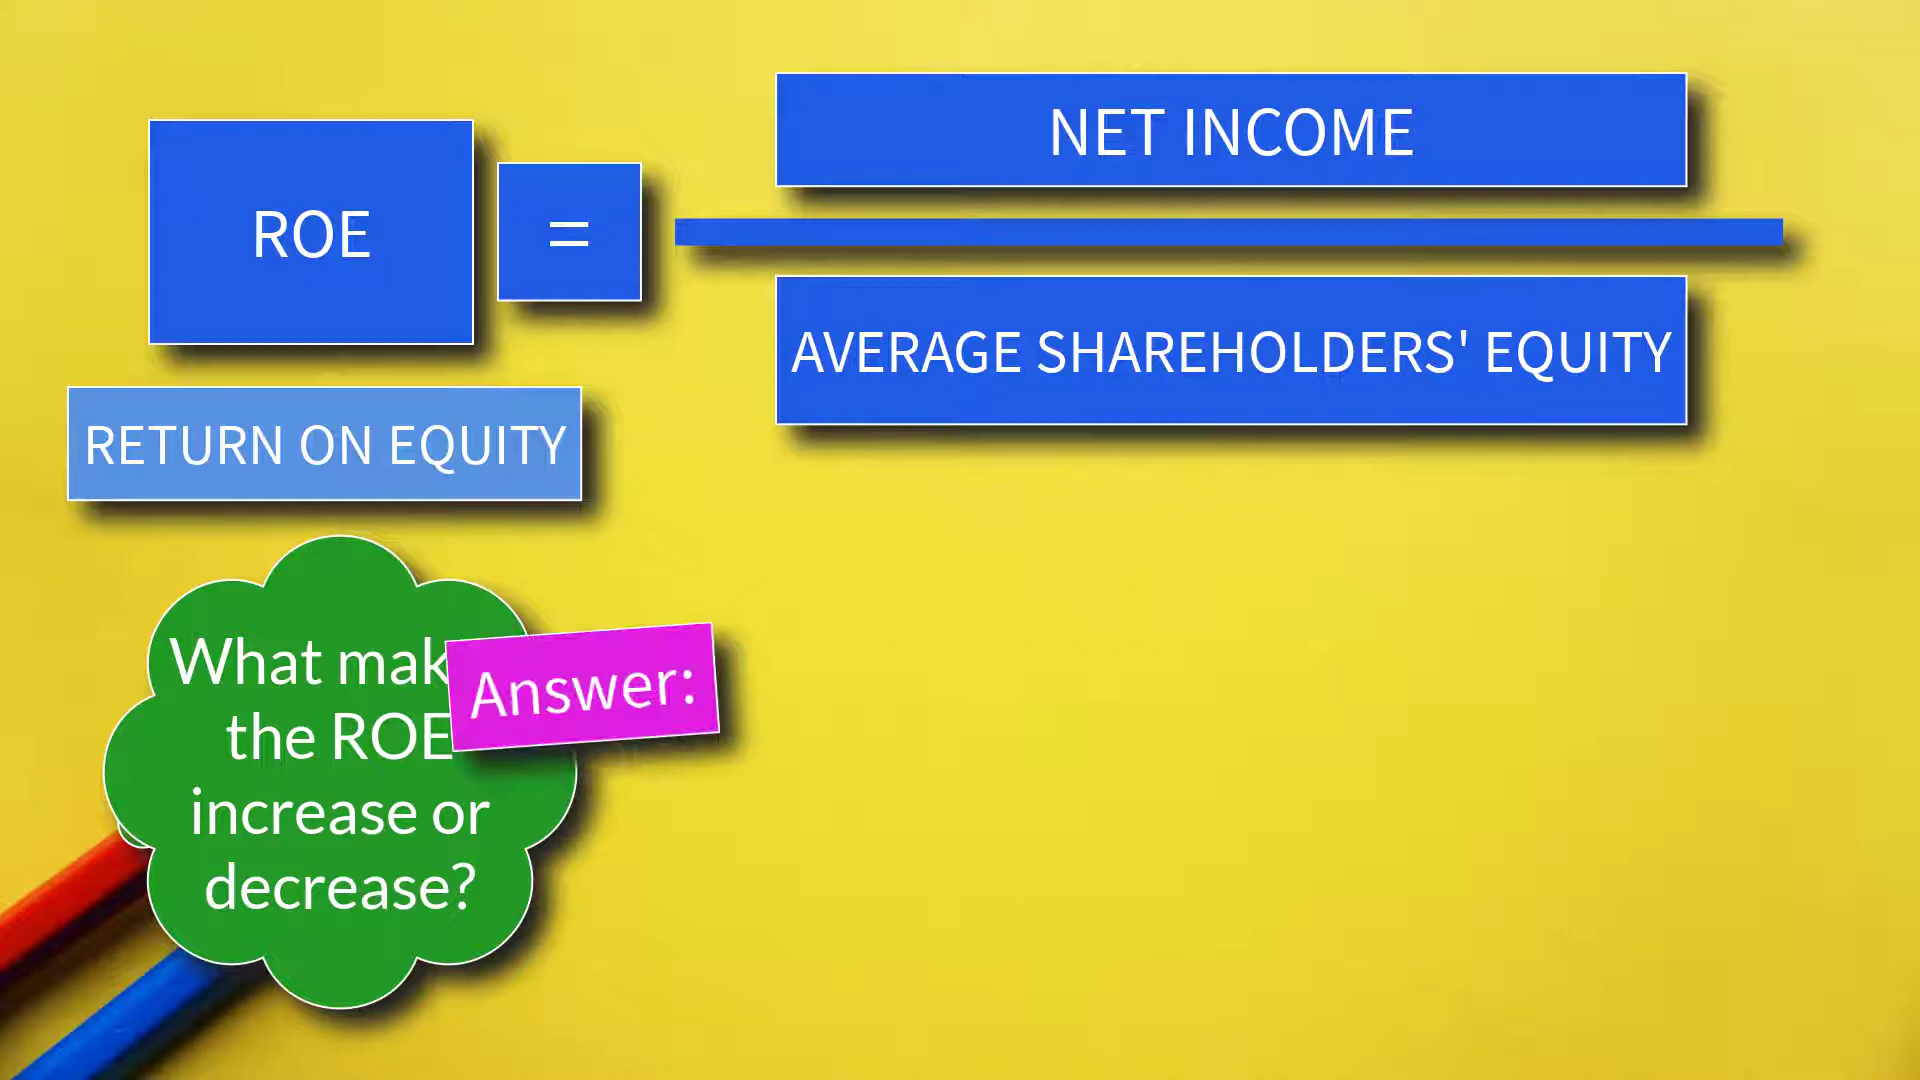 NET INCOME
ROE
=
AVERAGE SHAREHOLDERS' EQUITY
RETURN ON EQUITY
What mak
the ROE
increase or
decrease?
Answer: